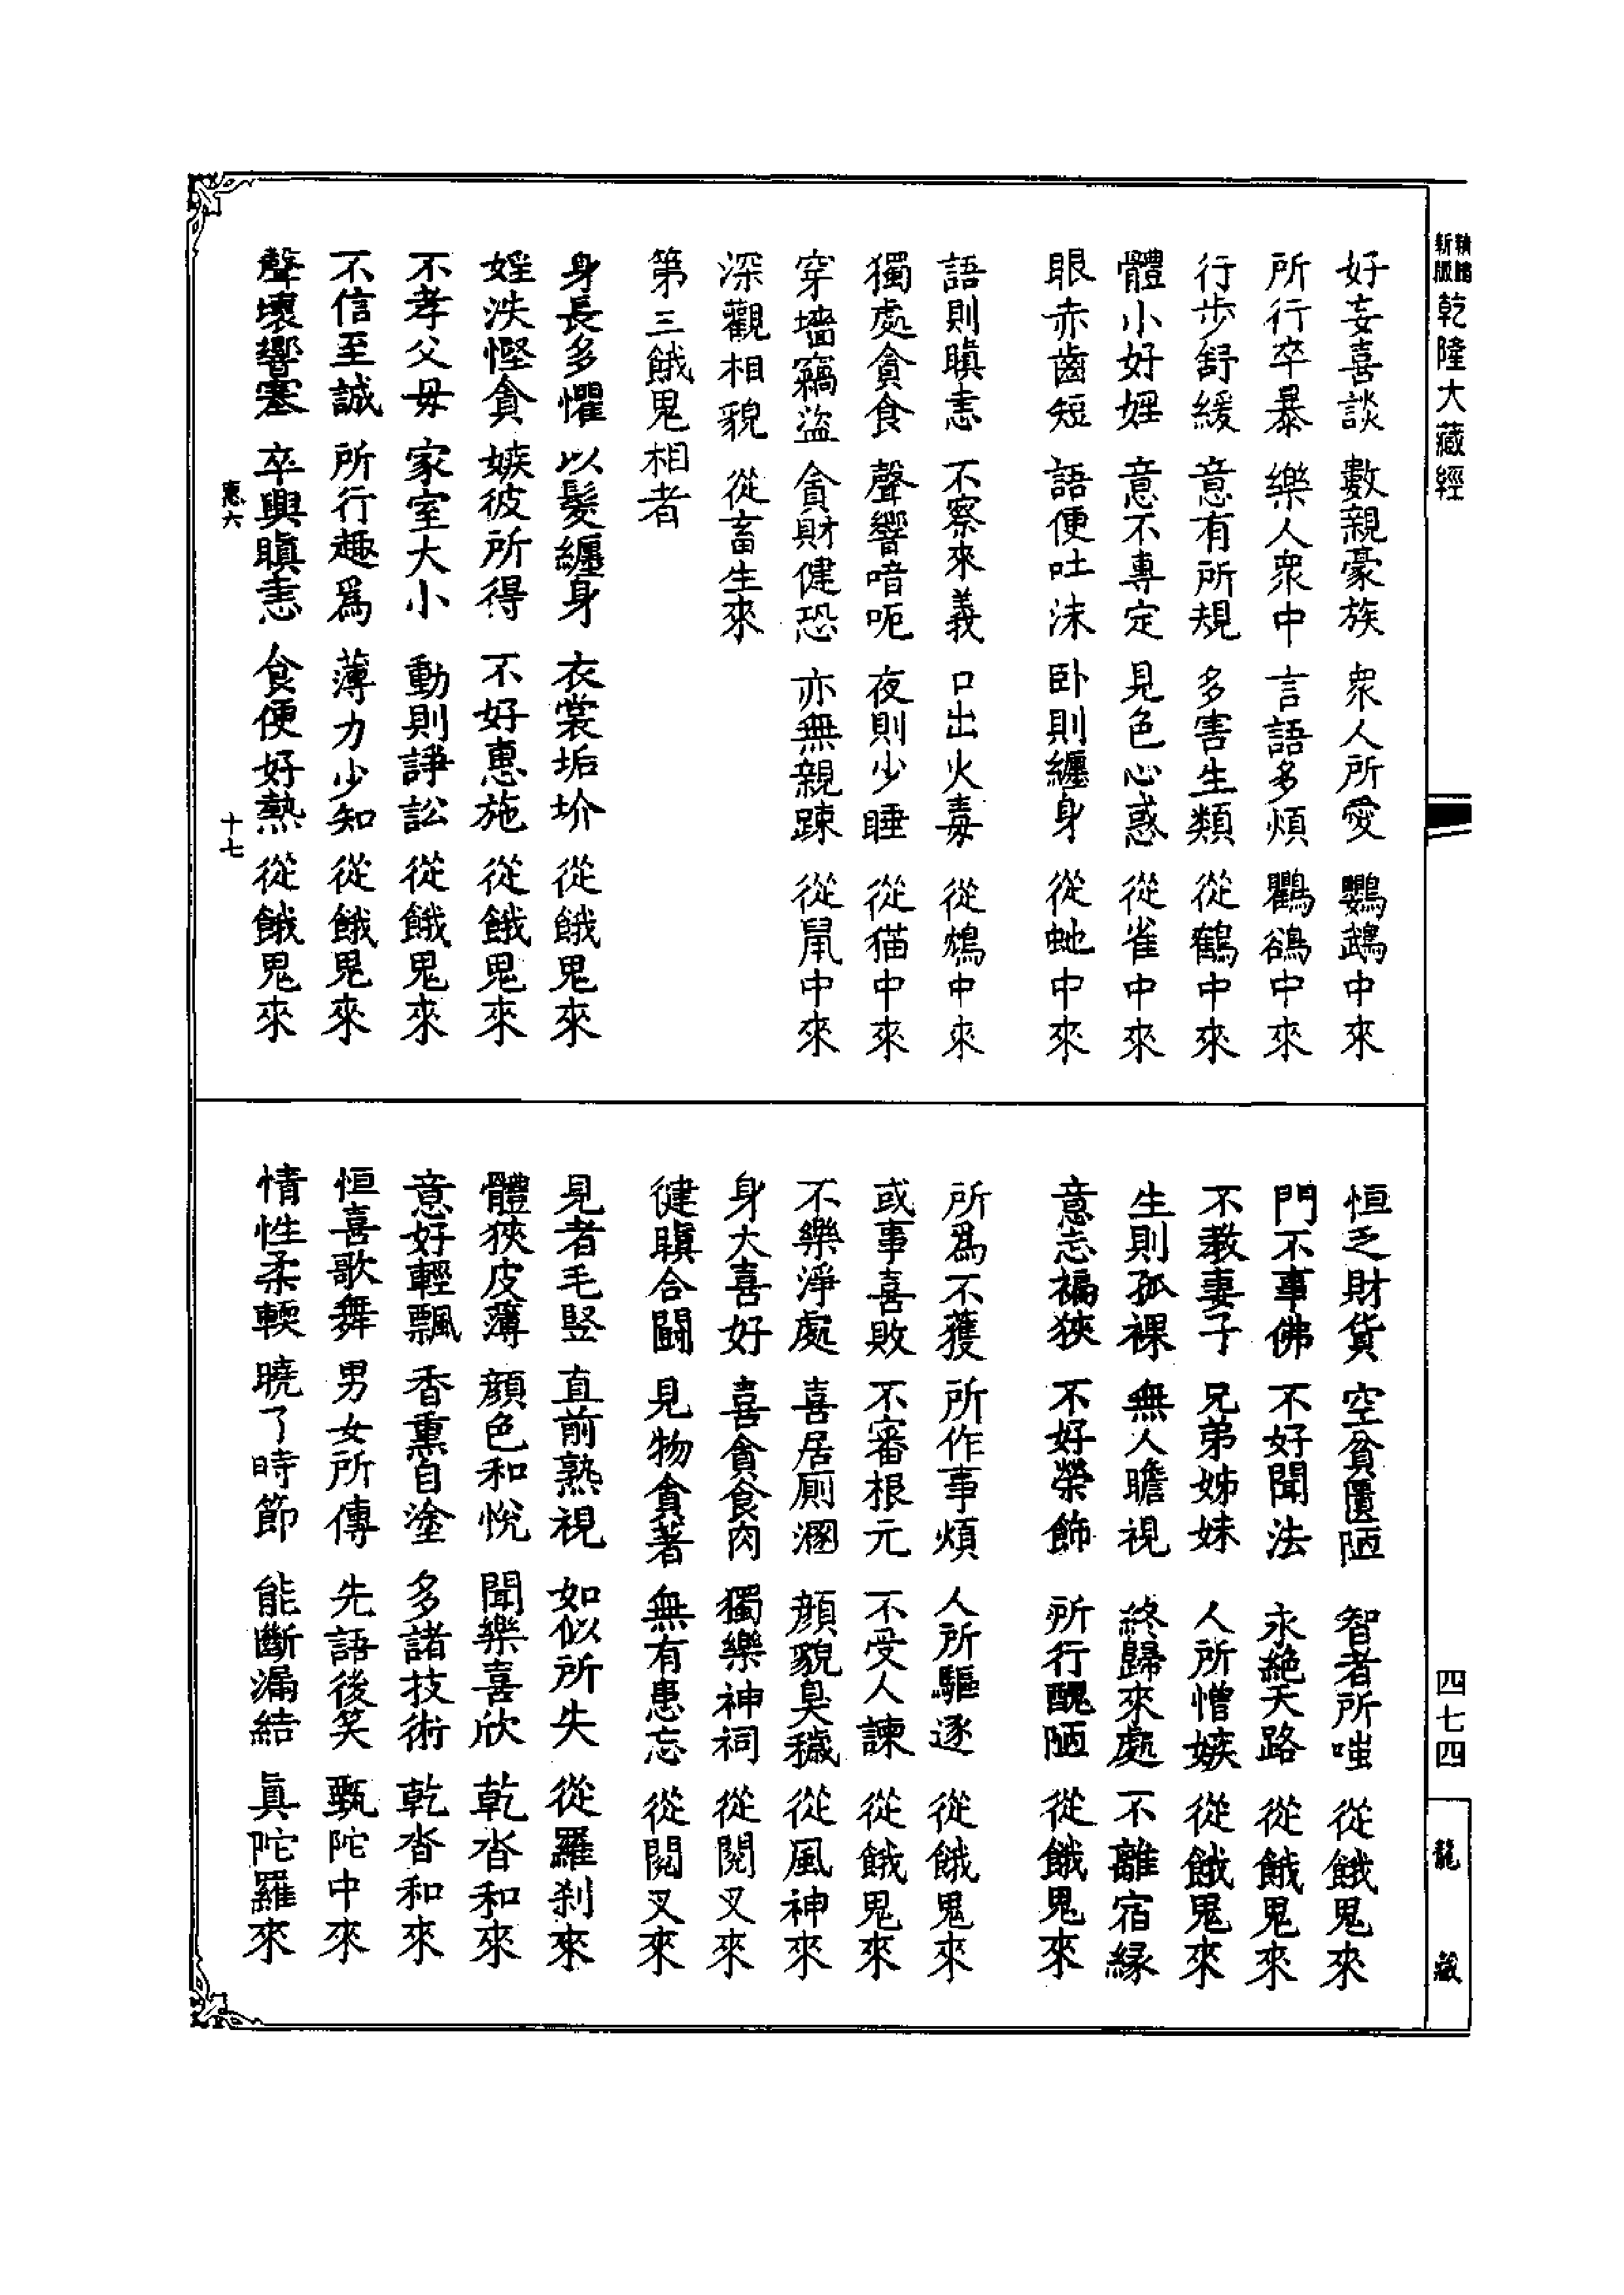 精縮
新版
乾隆大藏經
四七四
龍藏
好妄喜談　數親豪族　衆人所愛　鸚鵡中來
所行卒暴　樂人衆中　言語多煩　鸜鵒中來
行步舒緩　意有所規　多害生類　從鶴中來
體小好婬　意不專定　見色心惑　從雀中來
眼赤齒短　語便吐沫　卧則纏身　從虵中來
語則瞋恚　不察來義　口出火毒　從鴆中來
獨處貪食　聲響喑呃　夜則少睡　從猫中來
穿墻竊盜　貪財健恐　亦無親踈　從鼠中來
深觀相貌　從畜生來
第三餓鬼相者
身長多懼　以髮纏身　衣裳垢圿　從餓鬼來
婬泆慳貪　嫉彼所得　不好惠施　從餓鬼來
不孝父母　家室大小　動則諍訟　從餓鬼來
不信至誠　所行趣爲　薄力少知　從餓鬼來
聲壞響塞　卒興瞋恚　食便好熱　從餓鬼來
惠六　十七
恒乏財貨　空貧匱陋　智者所嗤　從餓鬼來
門不事佛　不好聞法　永絶天路　從餓鬼來
不教妻子　兄弟姊妹　人所憎嫉　從餓鬼來
生則孤裸　無人瞻視　終歸來處　不離宿緣
意志褊狹　不好榮飾　所行醜陋　從餓鬼來
所爲不獲　所作事煩　人所驅逐　從餓鬼來
或事喜敗　不審根元　不受人諫　從餓鬼來
不樂淨處　喜居厠溷　顔貌臭穢　從風神來
身大喜好　喜貪食肉　獨樂神祠　從閱叉來
健瞋合鬪　見物貪著　無有患忘　從閱叉來
見者毛竪　直前熟視　如似所失　從羅刹來
體狹皮薄　顔色和悅　聞樂喜欣　乾沓和來
意好輕飄　香熏自塗　多諸技術　乾沓和來
恒喜歌舞　男女所傳　先語後笑　甄陀中來
情性柔輭　曉了時節　能斷漏結　眞陀羅來